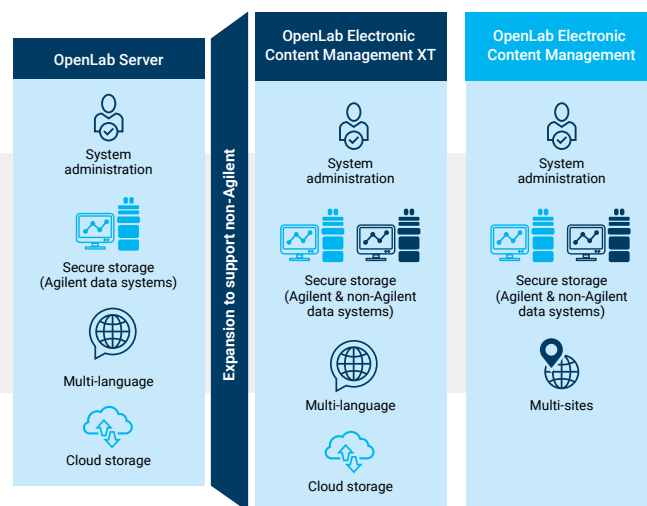 OpenLab Server
System
administration
Secure storage
(Agilent data systems)
Multi-language
Cloud storage
Expansion to support non-Agilent
OpenLab Electronic
Content Management XT
System
administration
Secure storage
(Agilent & non-Agilent
data systems)
Multi-language
Cloud storage
OpenLab Electronic
Content Management
System
administration
Secure storage
(Agilent & non-Agilent
data systems)
Multi-sites